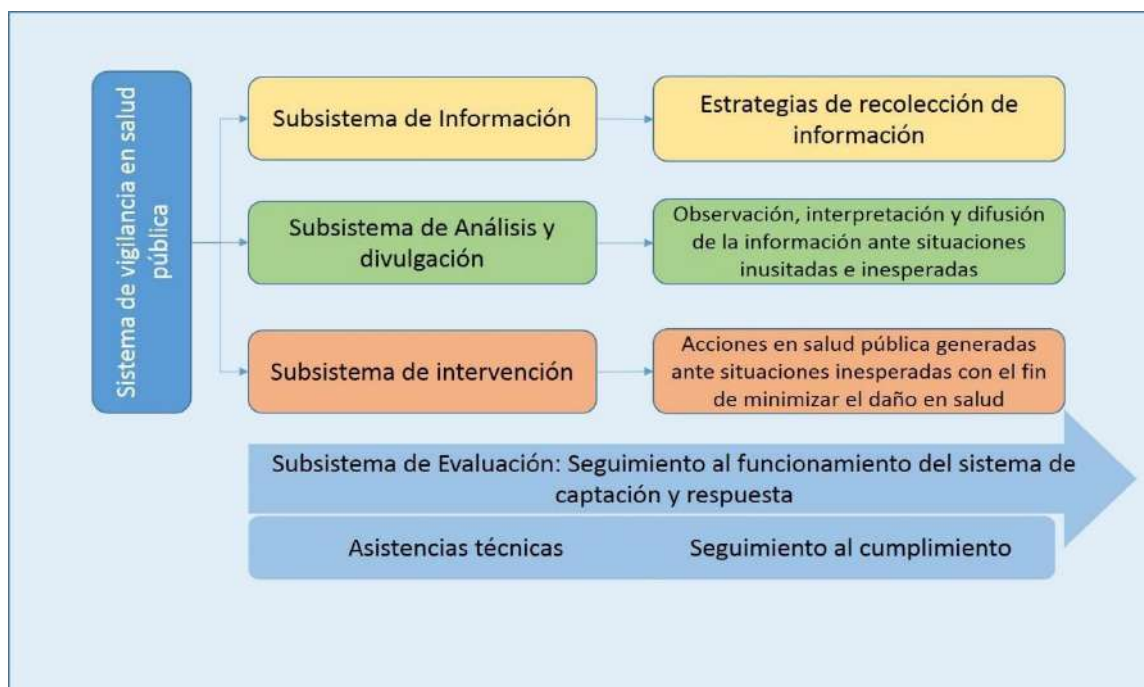 Sistema de vigilancia en salud
pública
Subsistema de Información
Estrategias de recolección de
información
Subsistema de Análisis y
divulgación
Observación, interpretación y difusión
de la información ante situaciones
inusitadas e inesperadas
Subsistema de intervención
Acciones en salud pública generadas
ante situaciones inesperadas con el fin
de minimizar el daño en salud
Subsistema de Evaluación: Seguimiento al funcionamiento del sistema de
captación y respuesta
Asistencias técnicas
Seguimiento al cumplimiento